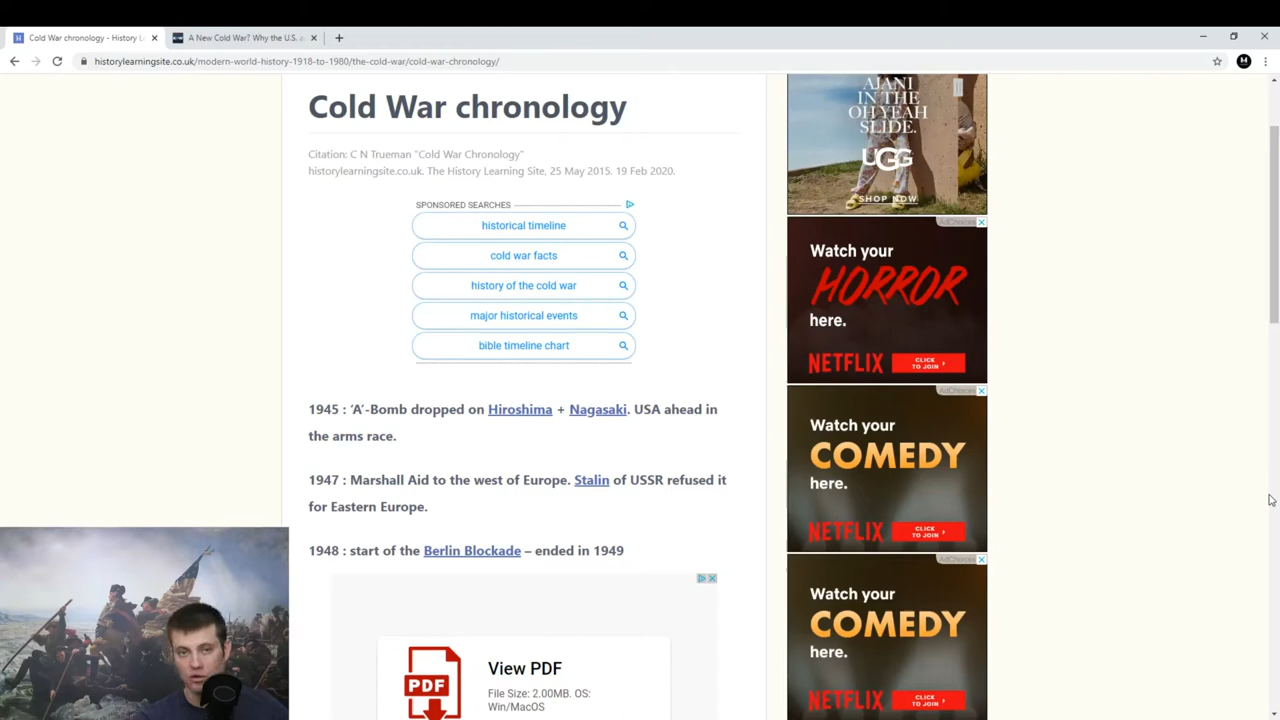 Cold War chronology - History L
A New Cold War? Why the U.S. a
historylearningsite.co.uk/modern-world-history-1918-to-1980/the-cold-war/cold-war-chronology/
Cold War chronology
Citation: C N Trueman "Cold War Chronology"
historylearningsite.co.uk. The History Learning Site, 25 May 2015. 19 Feb 2020.
SPONSORED SEARCHES
historical timeline
cold war facts
history of the cold war
major historical events
bible timeline chart
1945 : ‘A’-Bomb dropped on Hiroshima + Nagasaki. USA ahead in
the arms race.
1947 : Marshall Aid to the west of Europe. Stalin of USSR refused it
for Eastern Europe.
1948 : start of the Berlin Blockade – ended in 1949
PDF
View PDF
File Size: 2.00MB. OS:
Win/MacOS
AJANI
IN THE
OH YEAH
SLIDE.
UGG
SHOP NOW
AdChoices
Watch your
HORROR
here.
NETFLIX
CLICK
TO JOIN
AdChoices
Watch your
COMEDY
here.
NETFLIX
CLICK
TO JOIN
AdChoices
Watch your
COMEDY
here.
NETFLIX
CLICK
TO JOIN